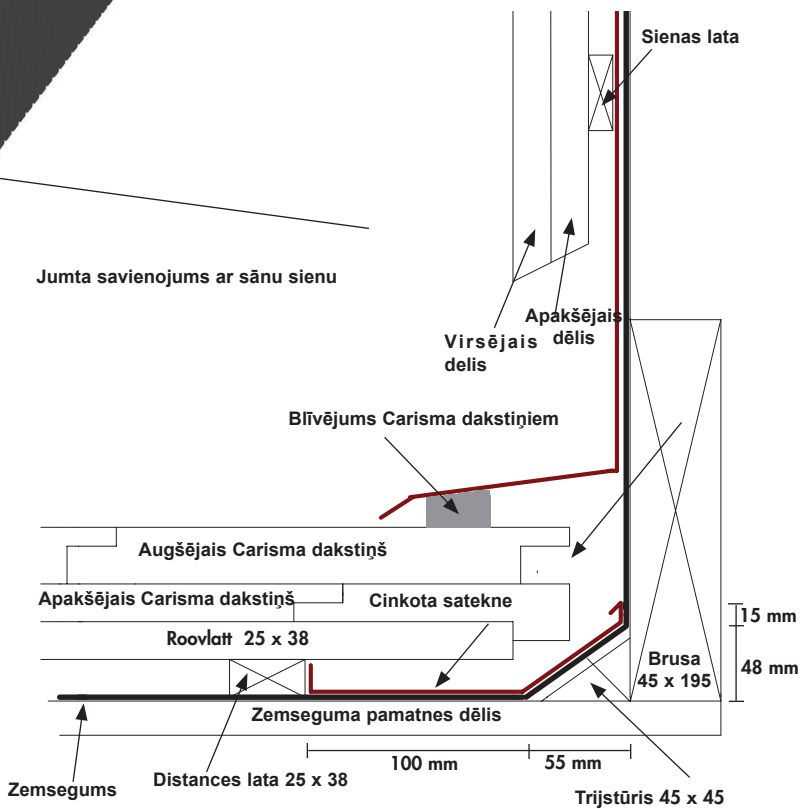 Sienas lata
Jumta savienojums ar sānu sienu
Virsējais
delis
Apakšējais
dēlis
Blīvējums Carisma dakstiņiem
Augšējais Carisma dakstiņš
Apakšējais Carisma dakstiņš
Cinkota satekne
Roovlatt 25 x 38
15 mm
48 mm
Brusa
45 x 195
Zemseguma pamatnes dēlis
100 mm
55 mm
Zemsegums
Distances lata 25 x 38
Trijstūris 45 x 45